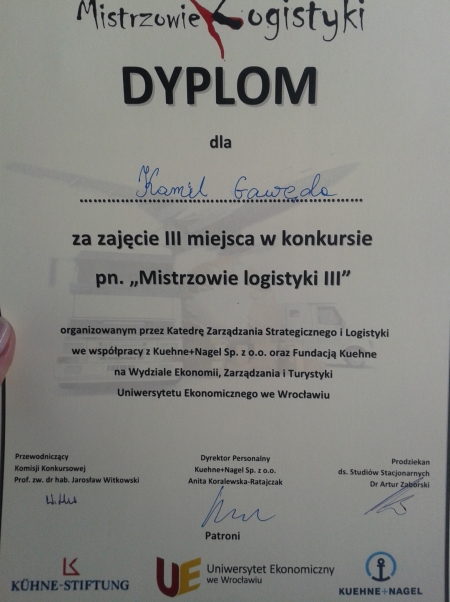 Mistrzowie Logistyki
DYPLOM
dla
Kamil Gawęda
za zajęcie III miejsca w konkursie
pn. „Mistrzowie logistyki III”
organizowanym przez Katedrę Zarządzania Strategicznego i Logistyki
we współpracy z Kuehne+Nagel Sp. z o.o. oraz Fundacją Kuehne
na Wydziale Ekonomii, Zarządzania i Turystyki
Uniwersytetu Ekonomicznego we Wrocławiu
Przewodniczący
Komisji Konkursowej
Prof. zw. dr hab. Jarosław Witkowski
Dyrektor Personalny
Kuehne+Nagel Sp. z o.o.
Anita Koralewska-Ratajczak
Prodziekan
ds. Studiów Stacjonarnych
Dr Artur Zaborski
Patroni
KÜHNE-STIFTUNG
UE Uniwersytet Ekonomiczny
we Wrocławiu
KUEHNE+NAGEL